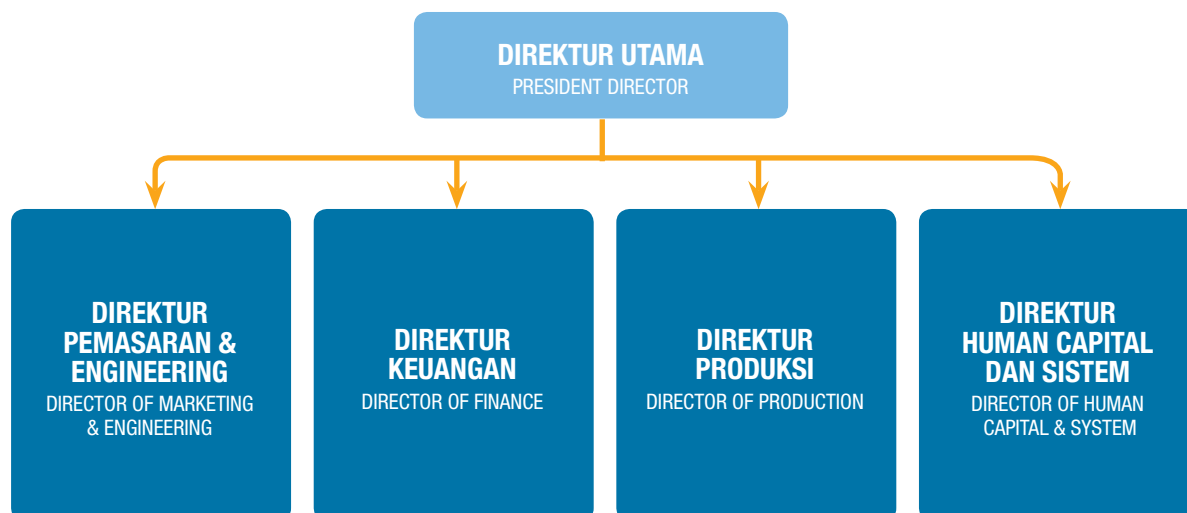 DIREKTUR UTAMA
PRESIDENT DIRECTOR
DIREKTUR
PEMASARAN &
ENGINEERING
DIRECTOR OF MARKETING
& ENGINEERING
DIREKTUR
KEUANGAN
DIRECTOR OF FINANCE
DIREKTUR
PRODUKSI
DIRECTOR OF PRODUCTION
DIREKTUR
HUMAN CAPITAL
DAN SISTEM
DIRECTOR OF HUMAN
CAPITAL & SYSTEM